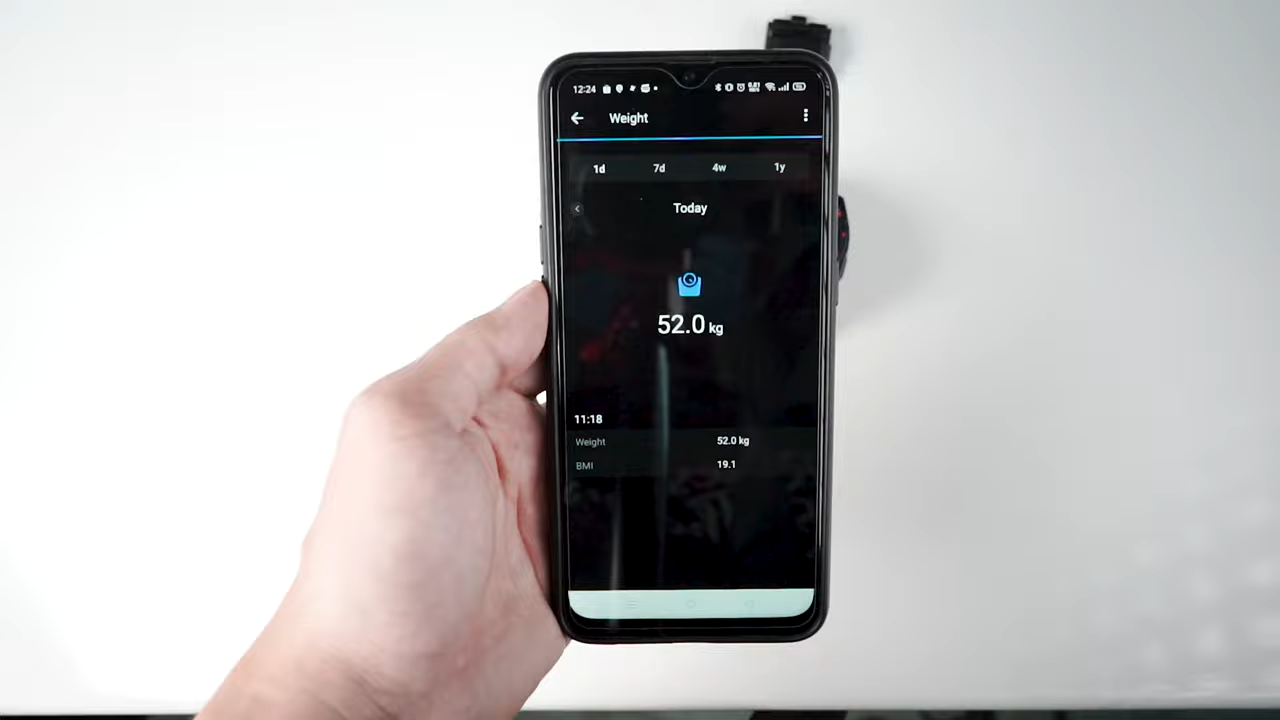 12:24
Weight
1d 7d 4w 1y
Today
52.0 kg
11:18
Weight 52.0 kg
BMI 19.1